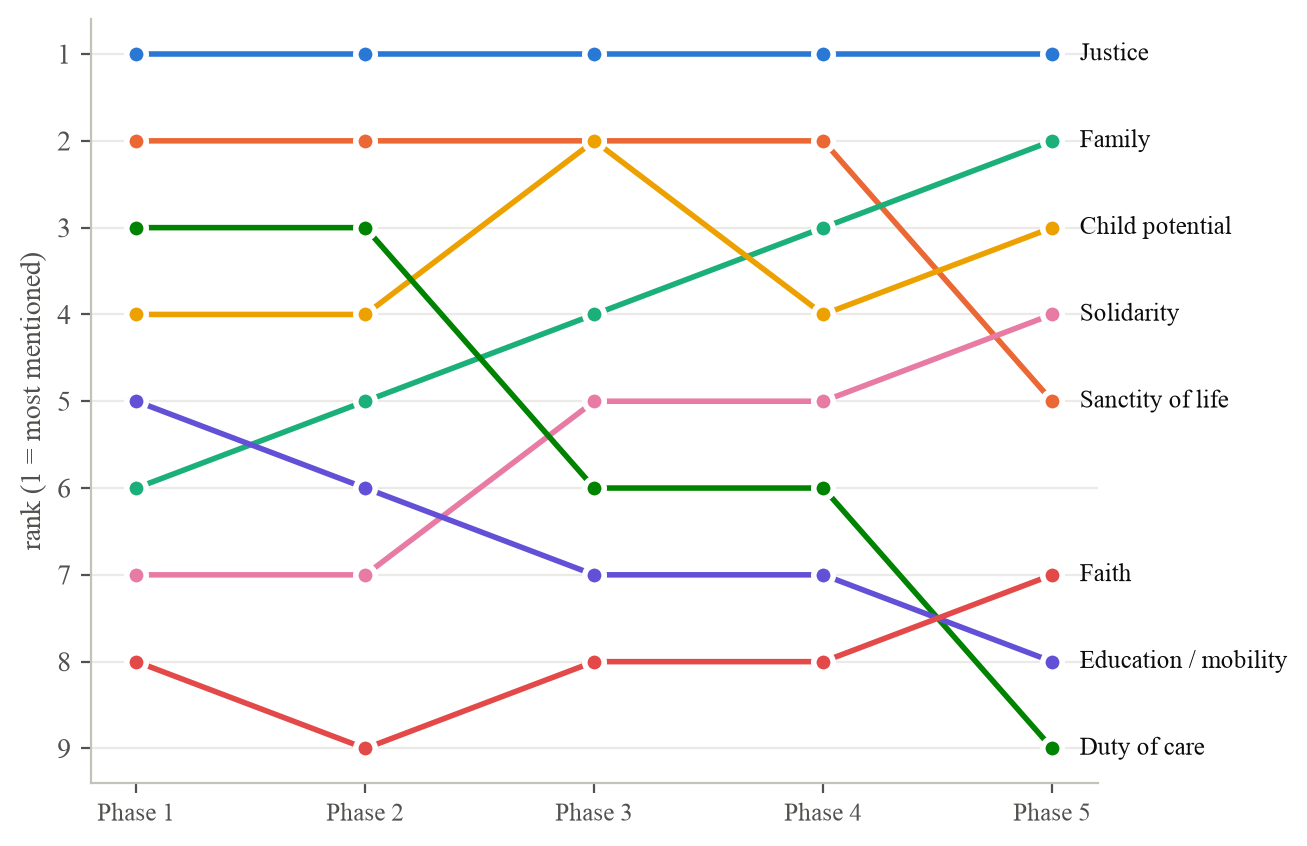 rank (1 = most mentioned)
1
2
3
4
5
6
7
8
9
Justice
Family
Child potential
Solidarity
Sanctity of life
Faith
Education / mobility
Duty of care
Phase 1
Phase 2
Phase 3
Phase 4
Phase 5